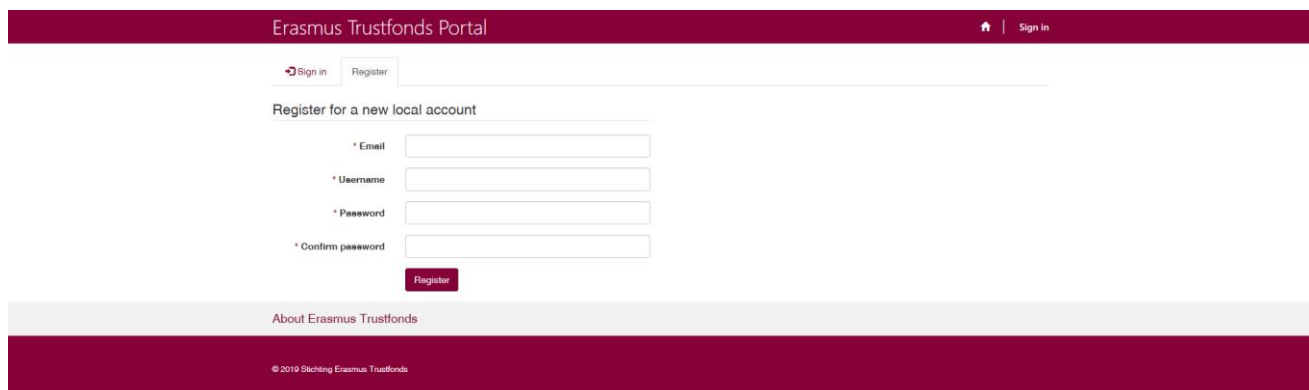 Erasmus Trustfonds Portal
Sign in
Sign in Register
Register for a new local account
* Email
* Username
* Password
* Confirm password
Register
About Erasmus Trustfonds
© 2019 Stichting Erasmus Trustfonds